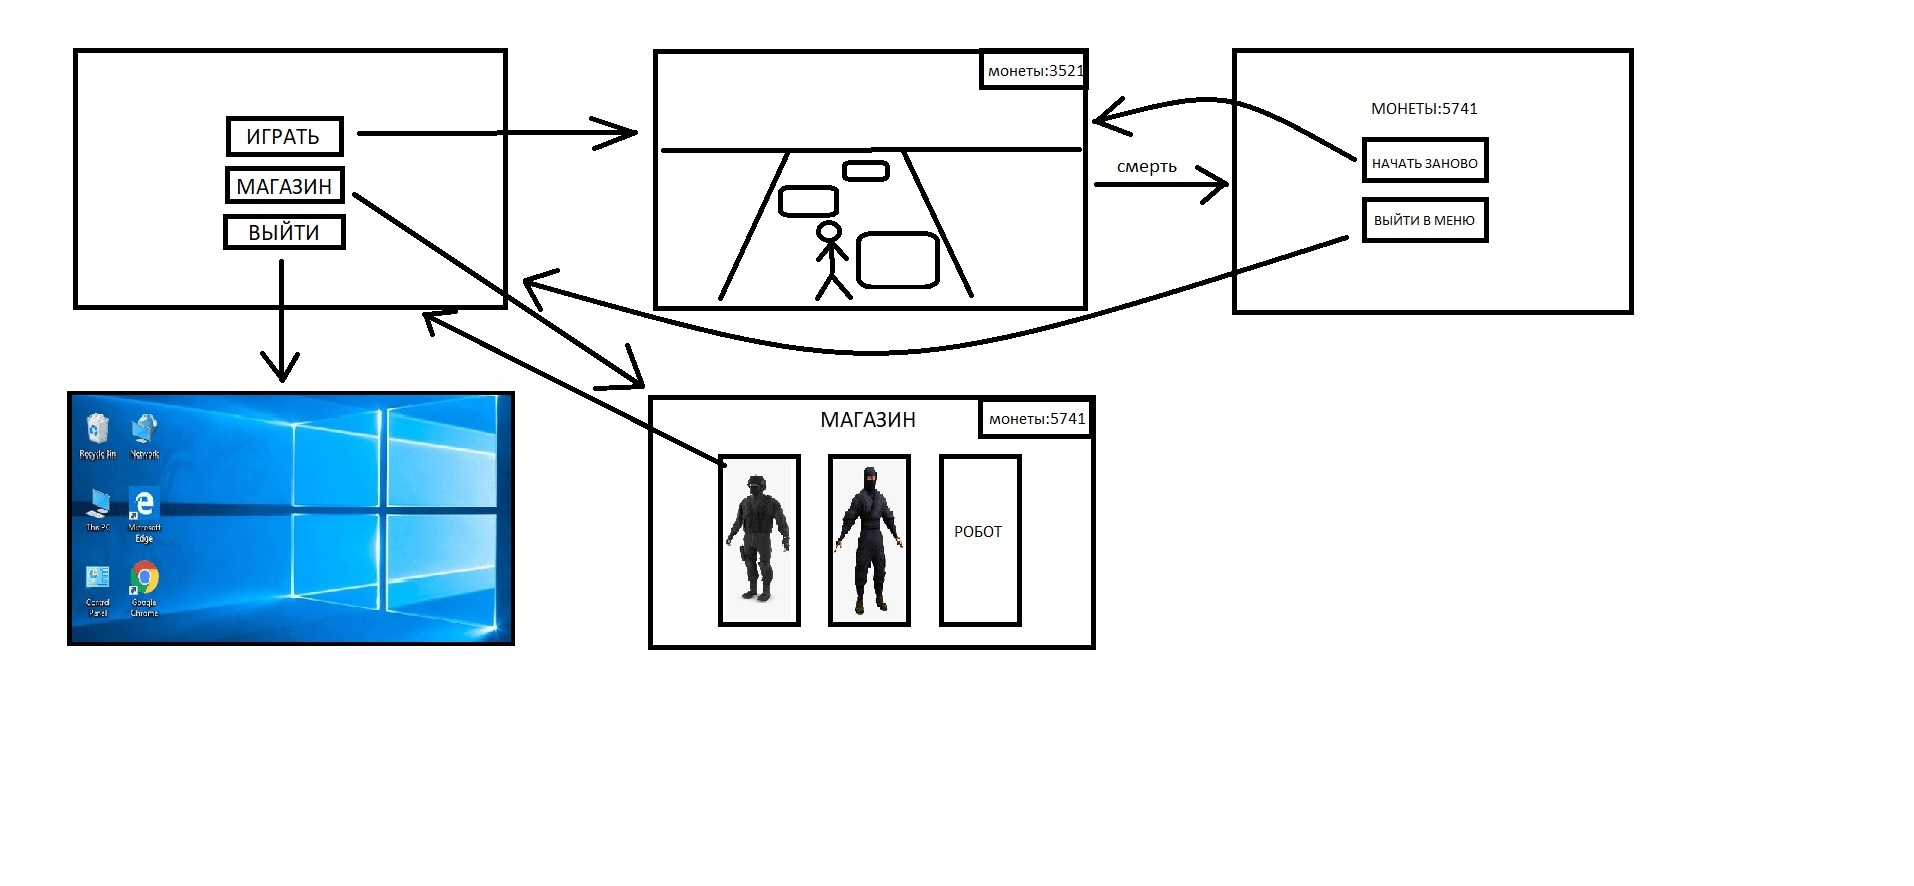 ИГРАТЬ
МАГАЗИН
ВЫЙТИ
монеты:3521
смерть
МОНЕТЫ:5741
НАЧАТЬ ЗАНОВО
ВЫЙТИ В МЕНЮ
Recycle Bin
Network
This PC
Microsoft
Edge
Control
Panel
Google
Chrome
МАГАЗИН
монеты:5741
РОБОТ